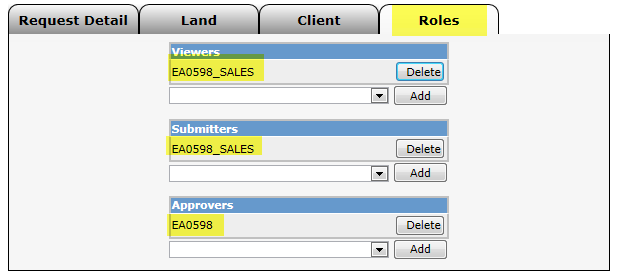 Request Detail Land Client Roles
Viewers
EA0598_SALES Delete
Add
Submitters
EA0598_SALES Delete
Add
Approvers
EA0598 Delete
Add